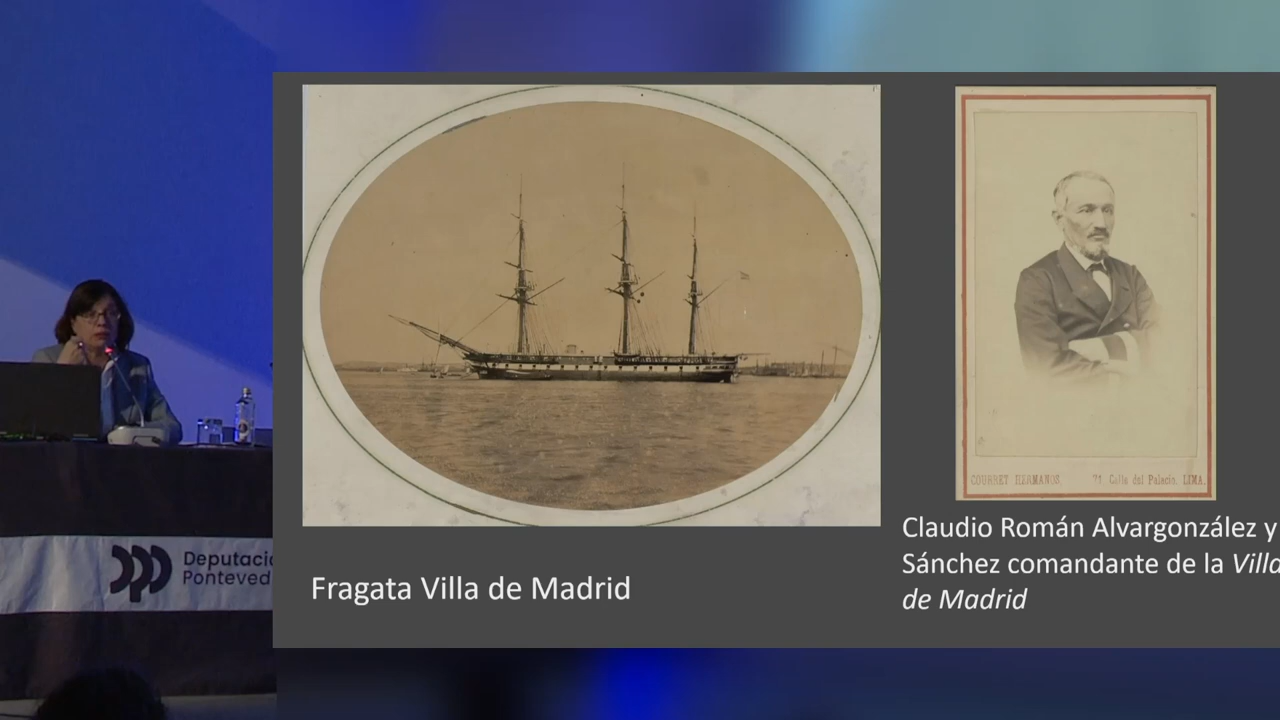 COURRET HERMANOS 71 Calle del Palacio, LIMA,
Claudio Román Alvargonzález y
Sánchez comandante de la Villa
de Madrid
Fragata Villa de Madrid
Deputació
Ponteved